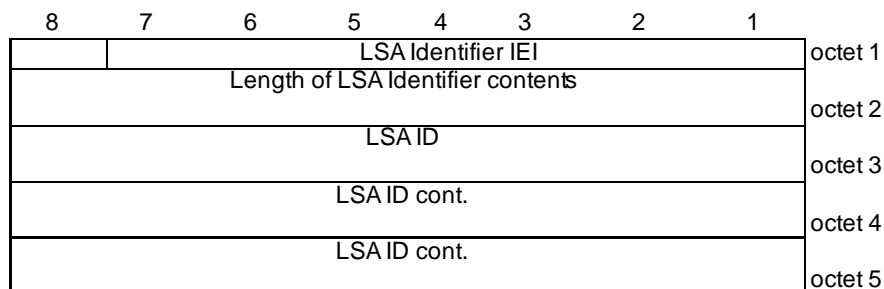 8 7 6 5 4 3 2 1
LSA Identifier IEI octet 1
Length of LSA Identifier contents
octet 2
LSA ID
octet 3
LSA ID cont.
octet 4
LSA ID cont.
octet 5